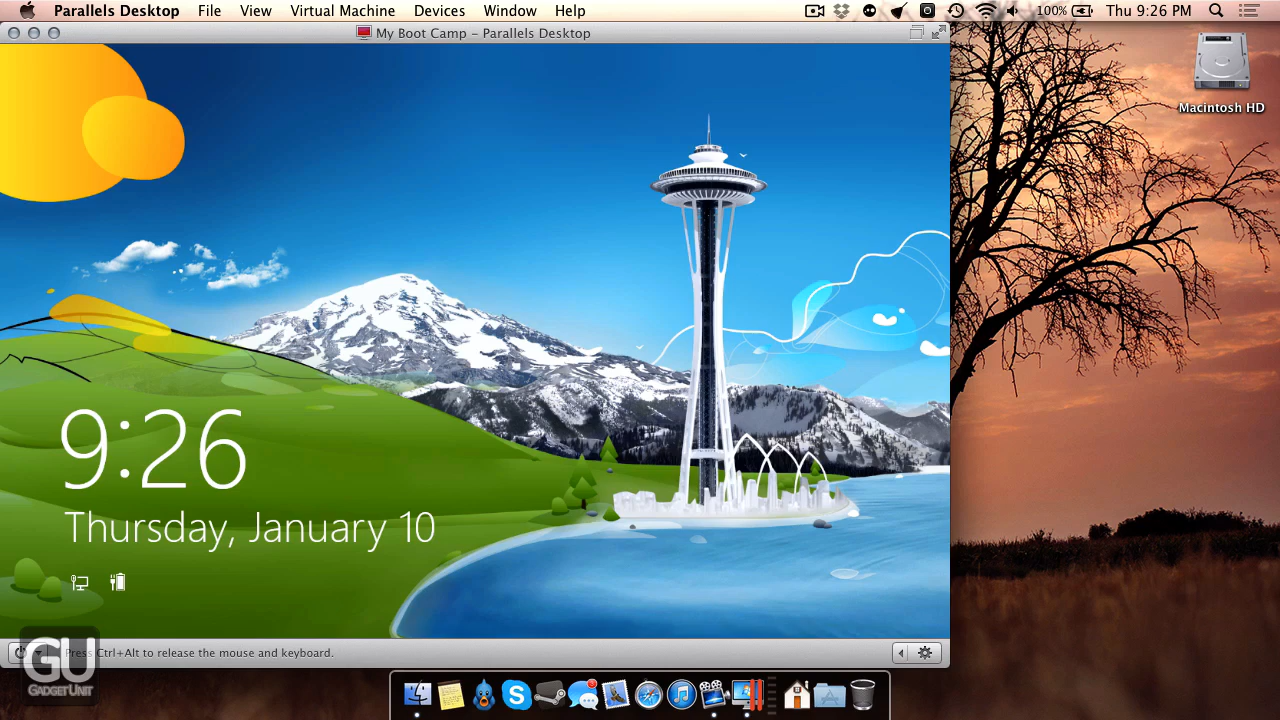 Parallels Desktop File View Virtual Machine Devices Window Help 100% Thu 9:26 PM
My Boot Camp – Parallels Desktop
Macintosh HD
9:26
Thursday, January 10
Press Ctrl+Alt to release the mouse and keyboard.
GU
GADGETUNIT